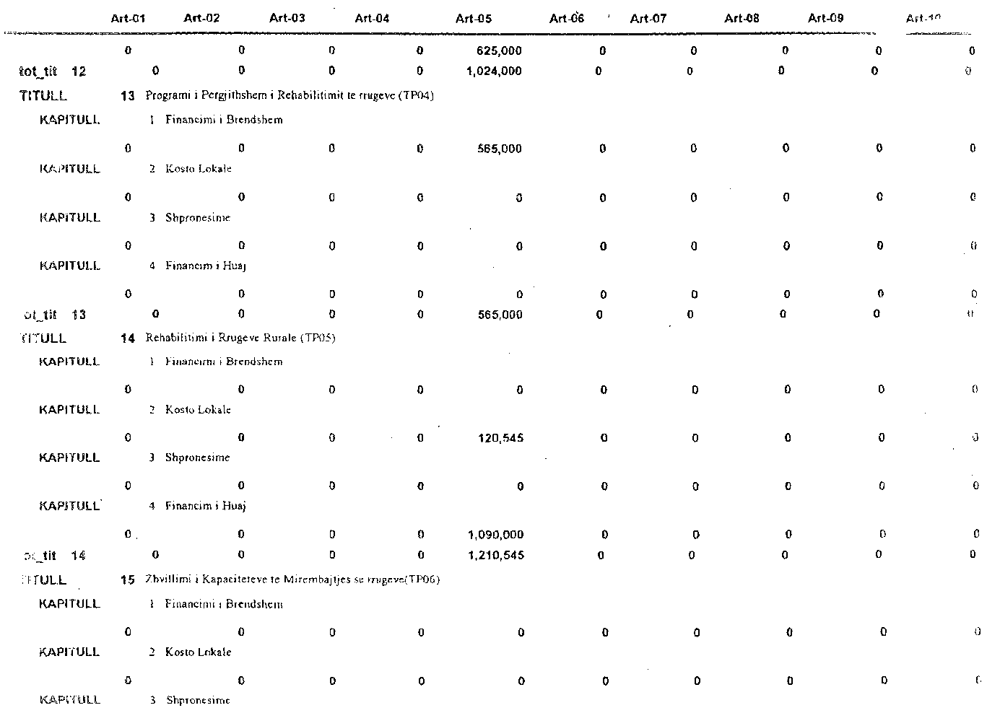 Art-01 Art-02 Art-03 Art-04 Art-05 Art-06 Art-07 Art-08 Art-09 Art-10
0 0 0 0 625,000 0 0 0 0 0
tot_tit 12 0 0 0 0 1,024,000 0 0 0 0 0
TITULL 13 Programi i Pergjithshem i Rehabilitimit te rrugeve (TP04)
KAPITULL 1 Financimi i Brendshem
0 0 0 0 565,000 0 0 0 0 0
KAPITULL 2 Kosto Lokale
0 0 0 0 0 0 0 0 0 0
KAPITULL 3 Shpronesime
0 0 0 0 0 0 0 0 0 0
KAPITULL 4 Financim i Huaj
0 0 0 0 0 0 0 0 0 0
ot_tit 13 0 0 0 0 565,000 0 0 0 0 0
TITULL 14 Rehabilitimi i Rrugeve Rurale (TP05)
KAPITULL 1 Financimi i Brendshem
0 0 0 0 0 0 0 0 0 0
KAPITULL 2 Kosto Lokale
0 0 0 0 120,545 0 0 0 0 0
KAPITULL 3 Shpronesime
0 0 0 0 0 0 0 0 0 0
KAPITULL 4 Financim i Huaj
0 0 0 0 1,090,000 0 0 0 0 0
ot_tit 14 0 0 0 0 1,210,545 0 0 0 0 0
TITULL 15 Zhvillimi i Kapaciteteve te Mirembajtjes se rrugeve(TP06)
KAPITULL 1 Financimi i Brendshem
0 0 0 0 0 0 0 0 0 0
KAPITULL 2 Kosto Lokale
0 0 0 0 0 0 0 0 0 0
KAPITULL 3 Shpronesime